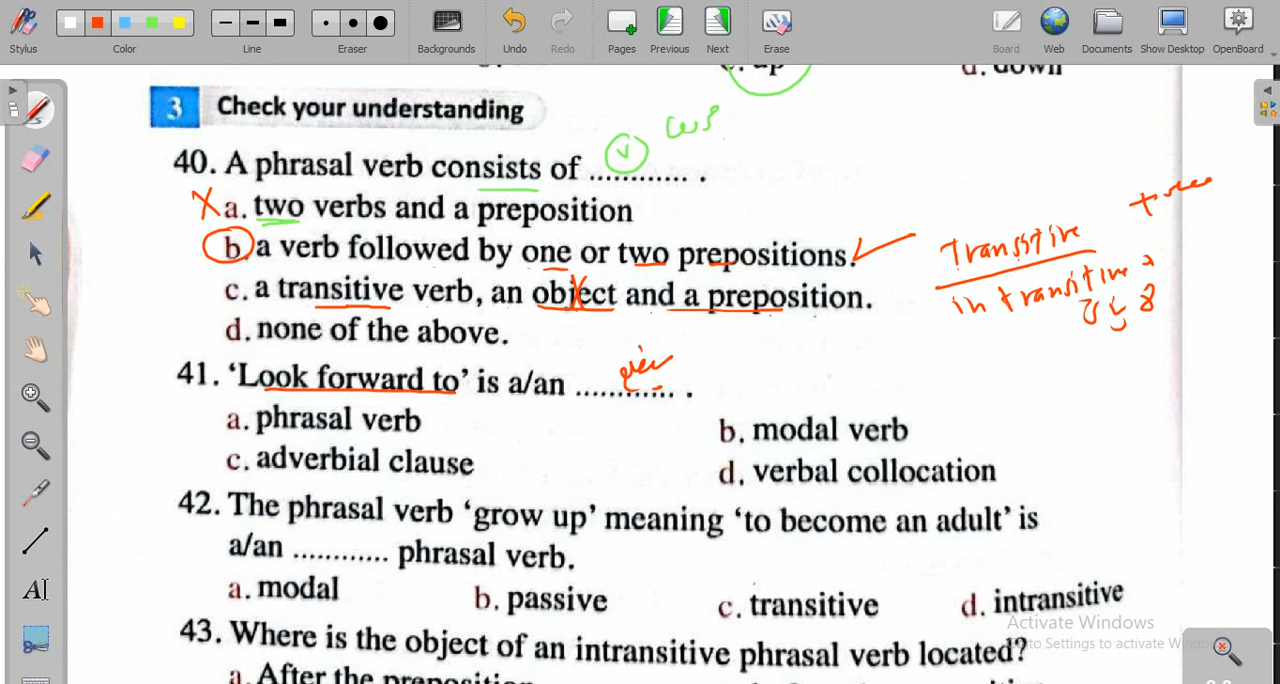 Stylus
Color
Line
Eraser
Backgrounds
Undo
Redo
Pages
Previous
Next
Erase
Board
Web
Documents
Show Desktop
OpenBoard
up
d. down
3 Check your understanding
40. A phrasal verb consists of ............. .
a. two verbs and a preposition
b. a verb followed by one or two prepositions.
c. a transitive verb, an object and a preposition.
d. none of the above.
Transitive
intransitive
41. ‘Look forward to’ is a/an ............. .
a. phrasal verb
b. modal verb
c. adverbial clause
d. verbal collocation
42. The phrasal verb ‘grow up’ meaning ‘to become an adult’ is
a/an ............ phrasal verb.
a. modal
b. passive
c. transitive
d. intransitive
43. Where is the object of an intransitive phrasal verb located?
a. After the preposition
AI
Activate Windows
to Settings to activate